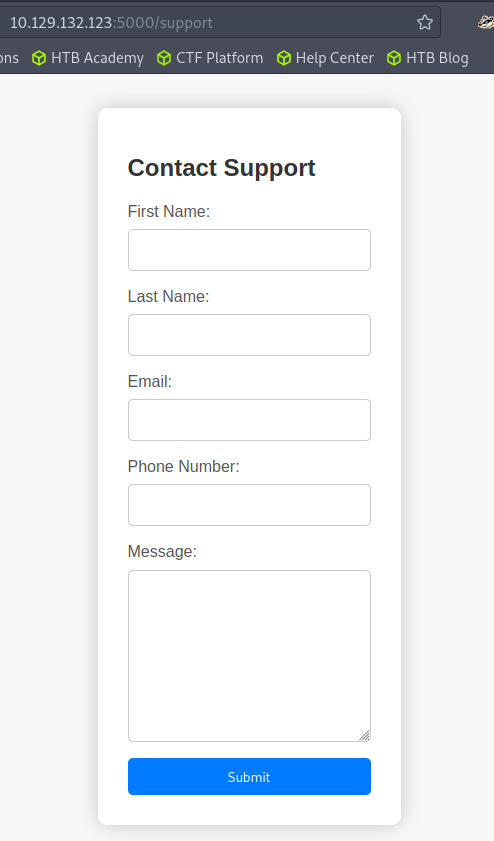 10.129.132.123:5000/support
ons HTB Academy CTF Platform Help Center HTB Blog
Contact Support
First Name:
Last Name:
Email:
Phone Number:
Message:
Submit